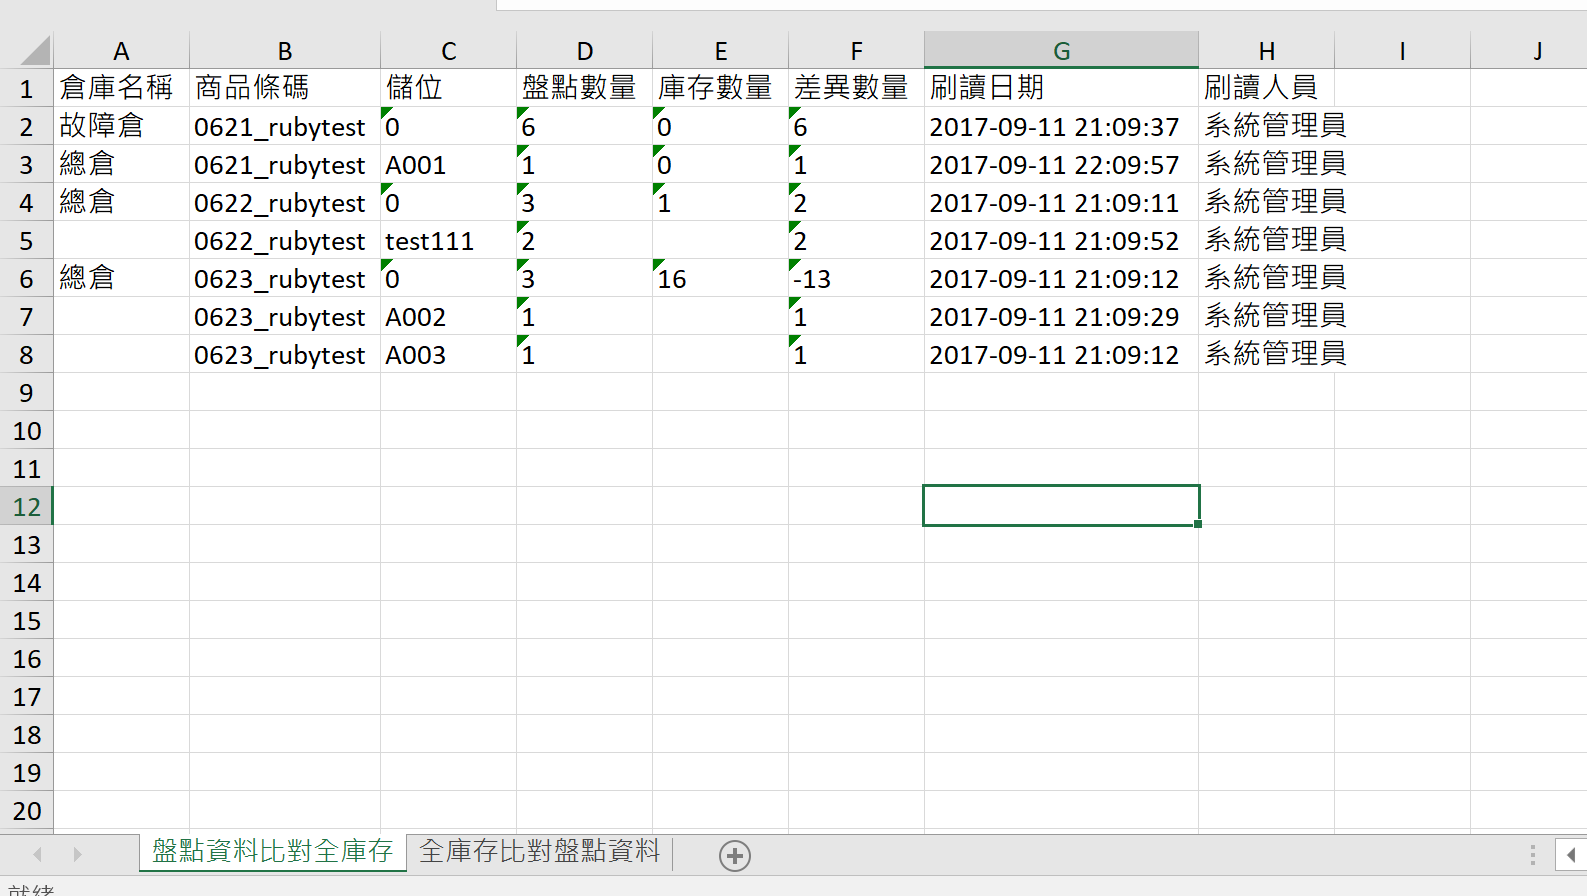 A B C D E F G H I J
1 倉庫名稱 商品條碼 儲位 盤點數量 庫存數量 差異數量 刷讀日期 刷讀人員
2 故障倉 0621_rubytest 0 6 0 6 2017-09-11 21:09:37 系統管理員
3 總倉 0621_rubytest A001 1 0 1 2017-09-11 22:09:57 系統管理員
4 總倉 0622_rubytest 0 3 1 2 2017-09-11 21:09:11 系統管理員
5 0622_rubytest test111 2 2 2017-09-11 21:09:52 系統管理員
6 總倉 0623_rubytest 0 3 16 -13 2017-09-11 21:09:12 系統管理員
7 0623_rubytest A002 1 1 2017-09-11 21:09:29 系統管理員
8 0623_rubytest A003 1 1 2017-09-11 21:09:12 系統管理員
9
10
11
12
13
14
15
16
17
18
19
20
盤點資料比對全庫存 全庫存比對盤點資料
就緒